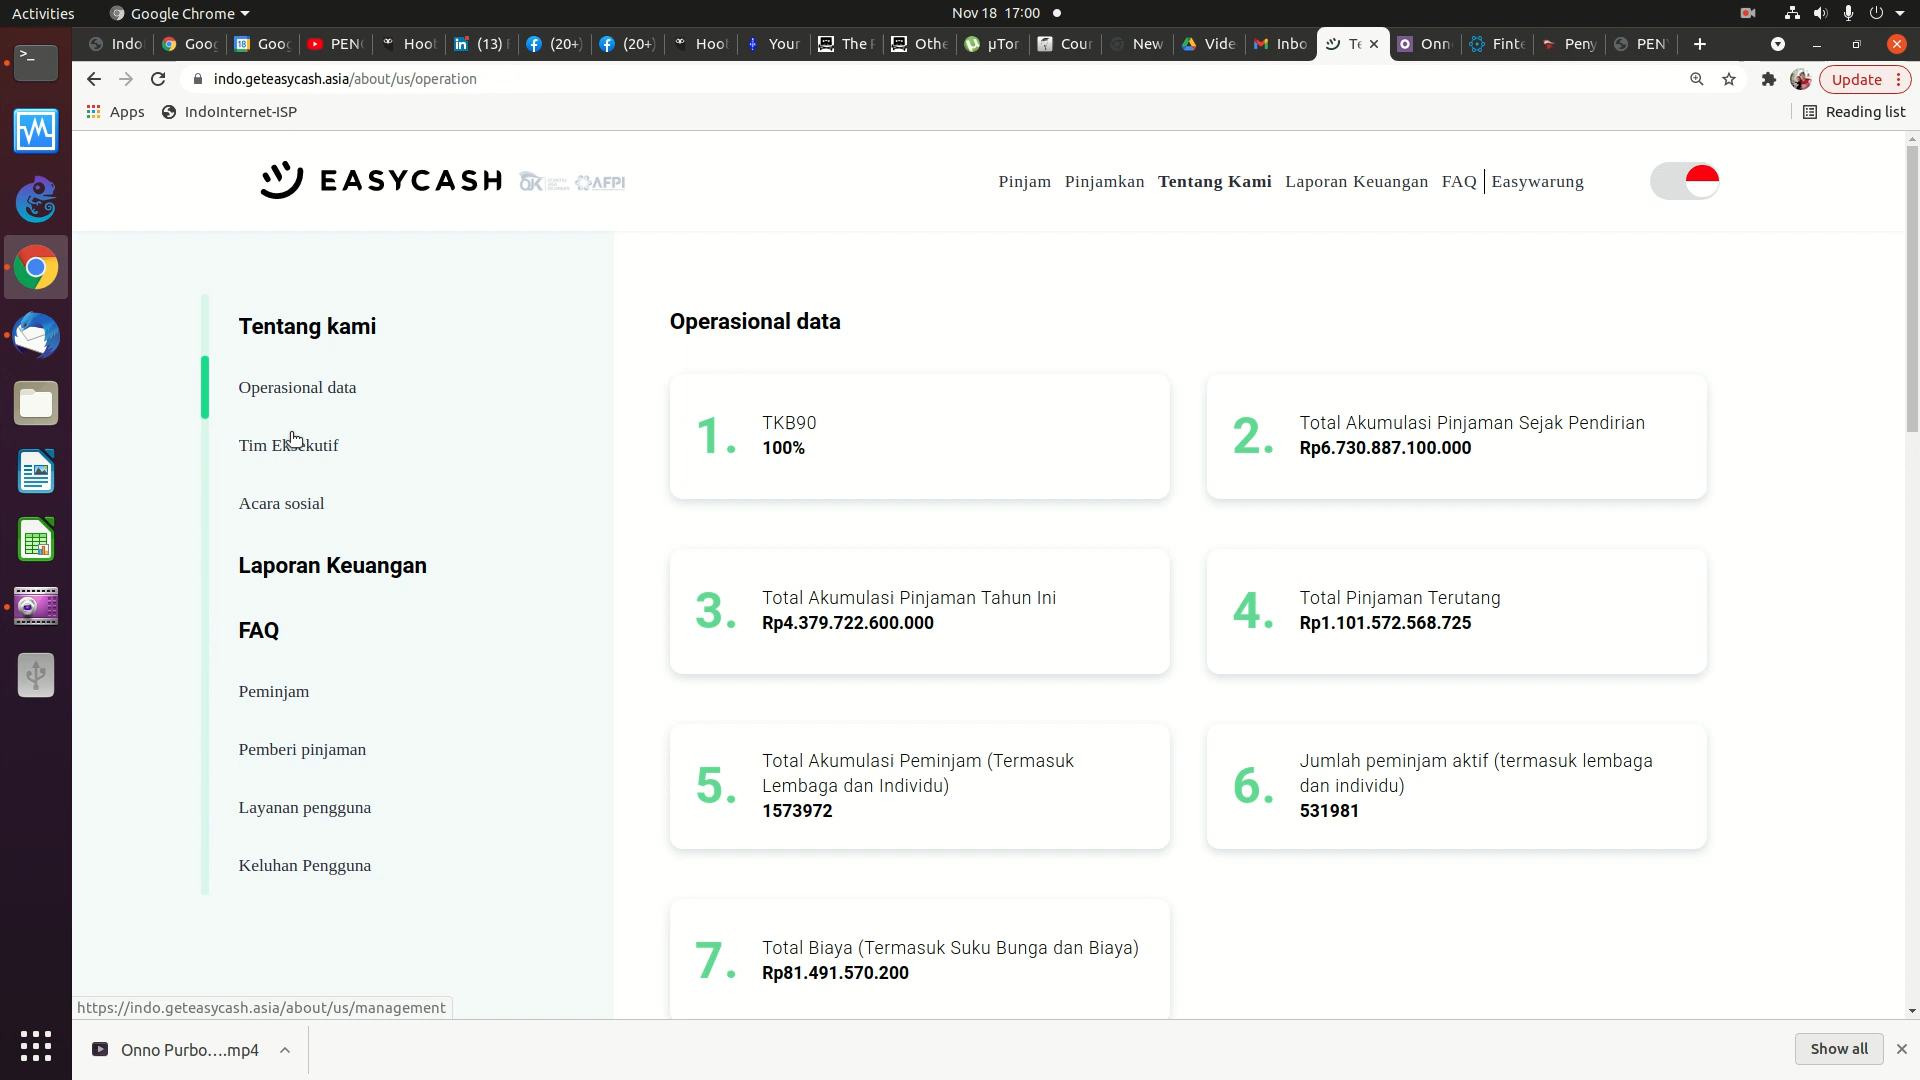 Activities
Google Chrome
Nov 18 17:00
Indo
Goog
Goog
PEN
Hoot
(13)
(20+)
(20+)
Hoot
Your
The
Othe
µTor
Cour
New
Vide
Inbo
Te
Onn
Finte
Peny
PEN
indo.geteasycash.asia/about/us/operation
Update
Apps
IndoInternet-ISP
Reading list
EASYCASH
AFPI
Pinjam Pinjamkan Tentang Kami Laporan Keuangan FAQ Easywarung
Tentang kami
Operasional data
Tim Eksekutif
Acara sosial
Laporan Keuangan
FAQ
Peminjam
Pemberi pinjaman
Layanan pengguna
Keluhan Pengguna
Operasional data
1. TKB90
100%
2. Total Akumulasi Pinjaman Sejak Pendirian
Rp6.730.887.100.000
3. Total Akumulasi Pinjaman Tahun Ini
Rp4.379.722.600.000
4. Total Pinjaman Terutang
Rp1.101.572.568.725
5. Total Akumulasi Peminjam (Termasuk
Lembaga dan Individu)
1573972
6. Jumlah peminjam aktif (termasuk lembaga
dan individu)
531981
7. Total Biaya (Termasuk Suku Bunga dan Biaya)
Rp81.491.570.200
https://indo.geteasycash.asia/about/us/management
Onno Purbo....mp4
Show all